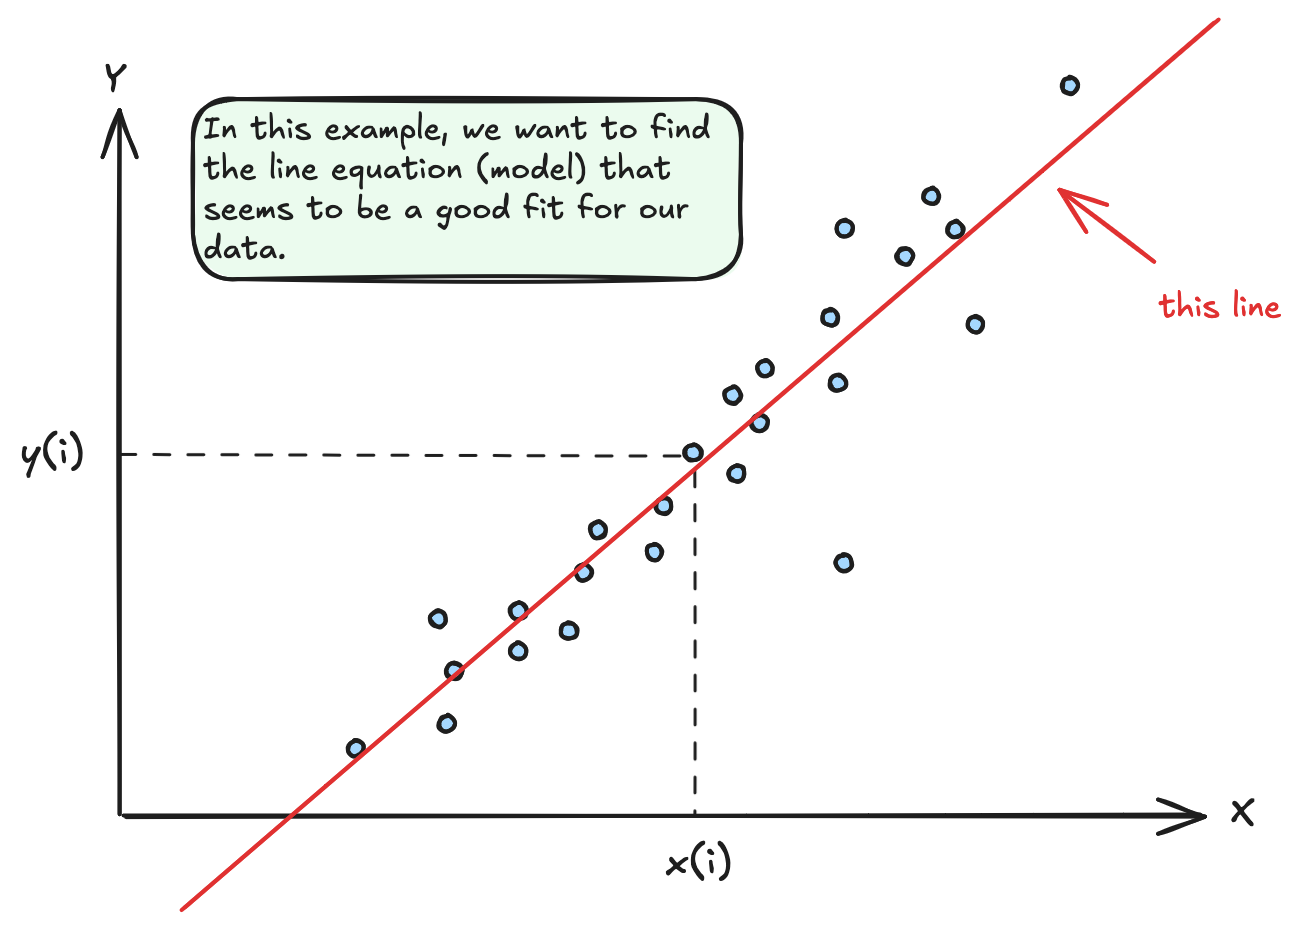 Y
In this example, we want to find
the line equation (model) that
seems to be a good fit for our
data.
this line
y(i)
X
x(i)